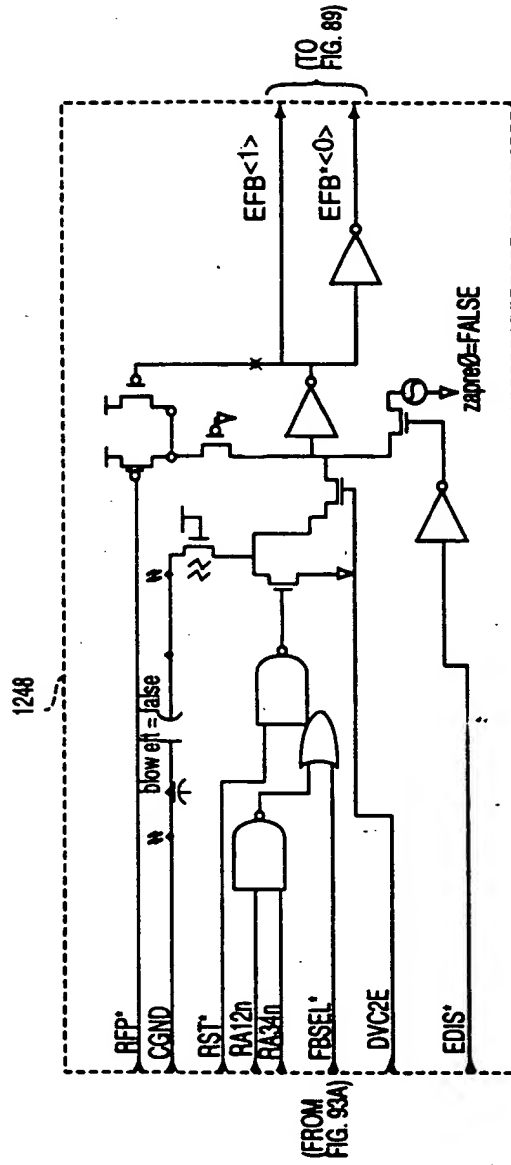 1248
RFP*
CGND
RST*
RA12n
RA34n
FBSEL*
DVC2E
EDIS*
(FROM
FIG. 93A)
blow eft = false
zapreØ=FALSE
EFB<1>
EFB*<0>
(TO
FIG. 89)